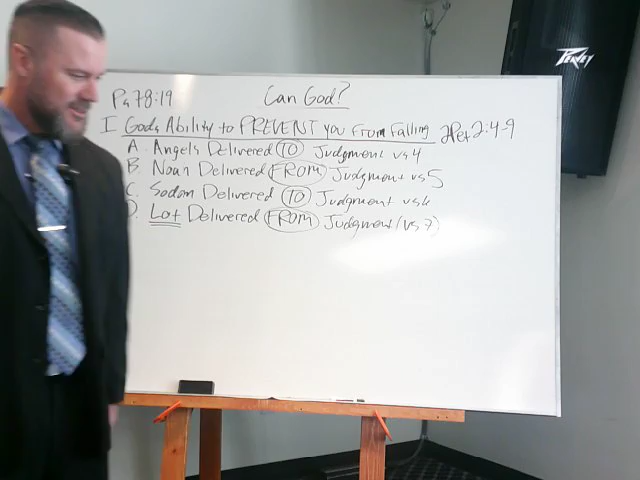 Ps 78:19
Can God?
I Gods Ability to PREVENT you From Falling 2Pet 2:4-9
A. Angels Delivered TO Judgment vs 4
B. Noah Delivered FROM Judgment vs 5
C. Sodom Delivered TO Judgment vs 6
D. Lot Delivered FROM Judgment (vs 7)
PEAVEY